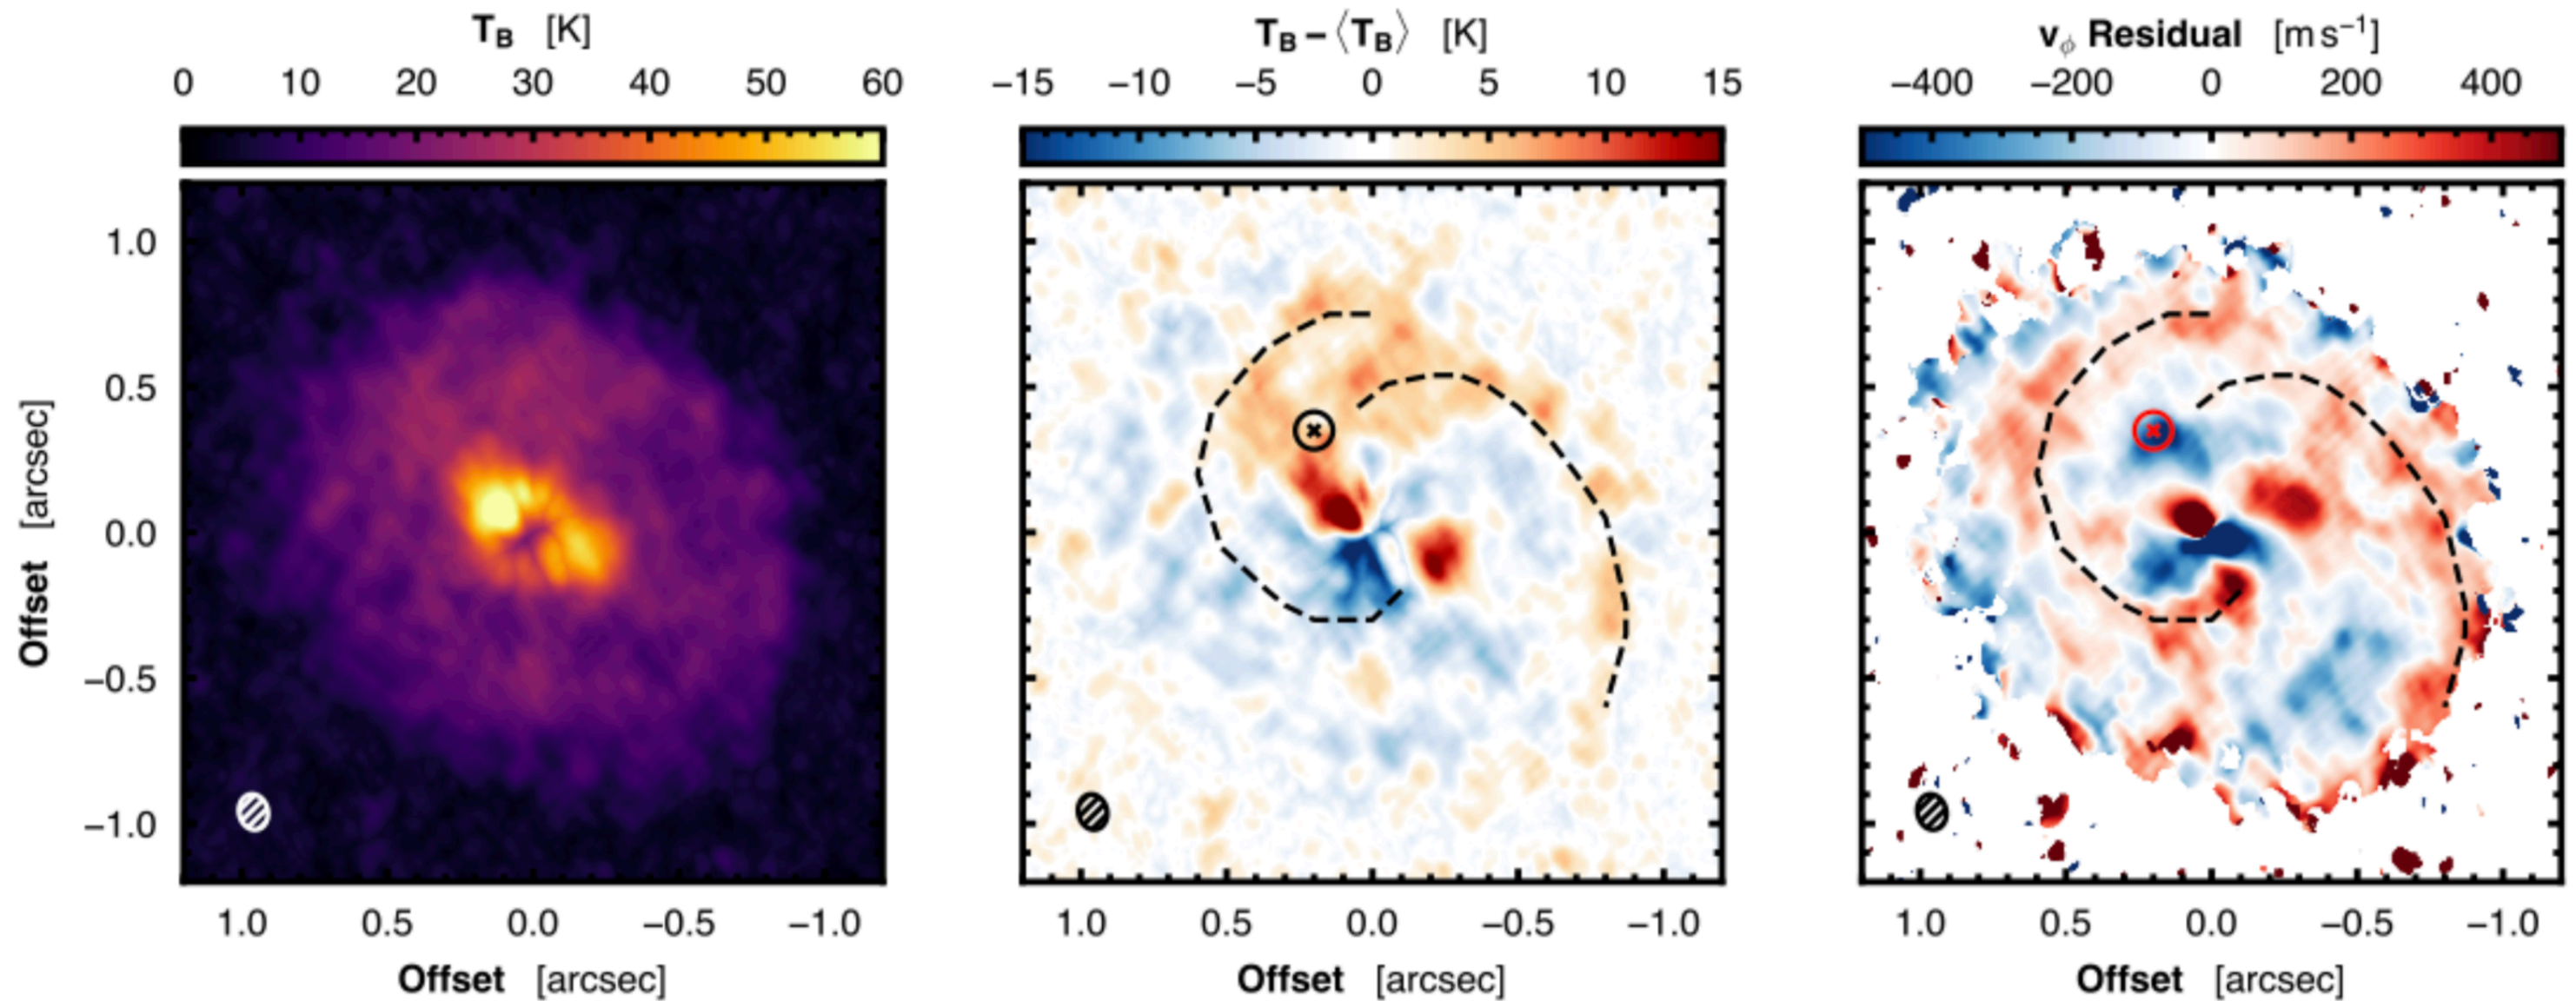 T_B [K]
0 10 20 30 40 50 60
T_B – ⟨T_B⟩ [K]
−15 −10 −5 0 5 10 15
v_ϕ Residual [m s⁻¹]
−400 −200 0 200 400
Offset [arcsec]
1.0
0.5
0.0
−0.5
−1.0
1.0 0.5 0.0 −0.5 −1.0
Offset [arcsec]
1.0 0.5 0.0 −0.5 −1.0
Offset [arcsec]
1.0 0.5 0.0 −0.5 −1.0
Offset [arcsec]